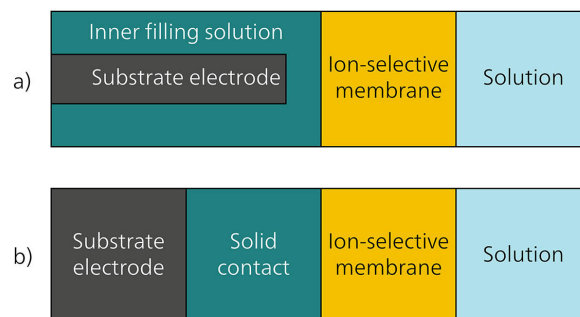 a)
Inner filling solution
Substrate electrode
Ion-selective
membrane
Solution
b)
Substrate
electrode
Solid
contact
Ion-selective
membrane
Solution